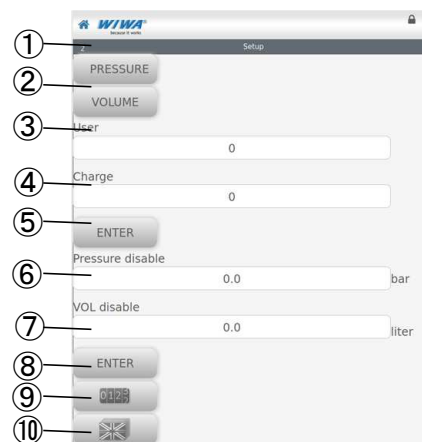 WIWA®
because it works
① Setup
PRESSURE
②
VOLUME
③ User
0
④ Charge
0
⑤ ENTER
Pressure disable
⑥ 0.0 bar
VOL disable
⑦ 0.0 liter
⑧ ENTER
⑨ 012
⑩